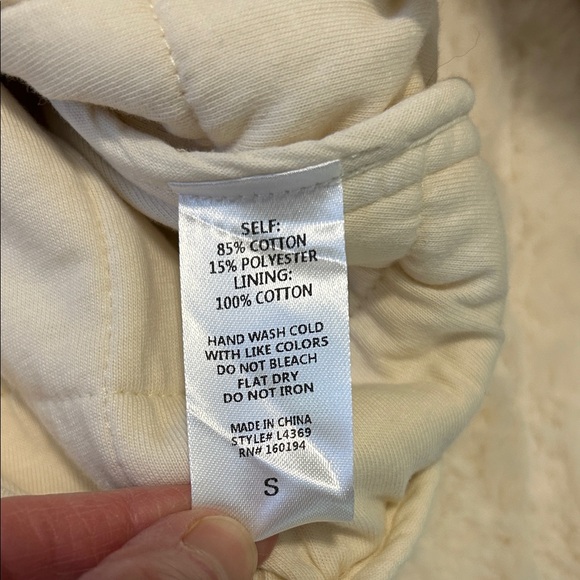 SELF:
85% COTTON
15% POLYESTER
LINING:
100% COTTON
HAND WASH COLD
WITH LIKE COLORS
DO NOT BLEACH
FLAT DRY
DO NOT IRON
MADE IN CHINA
STYLE# L4369
RN# 160194
S